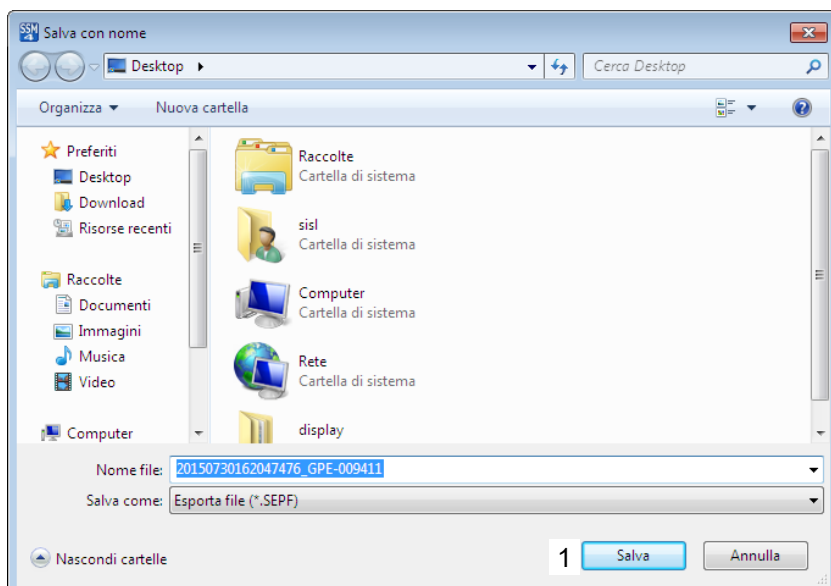 SSM 4 Salva con nome
Desktop
Cerca Desktop
Organizza Nuova cartella
Preferiti
Desktop
Download
Risorse recenti
Raccolte
Documenti
Immagini
Musica
Video
Computer
Raccolte
Cartella di sistema
sisl
Cartella di sistema
Computer
Cartella di sistema
Rete
Cartella di sistema
display
Nome file: 20150730162047476_GPE-009411
Salva come: Esporta file (*.SEPF)
Nascondi cartelle 1 Salva Annulla